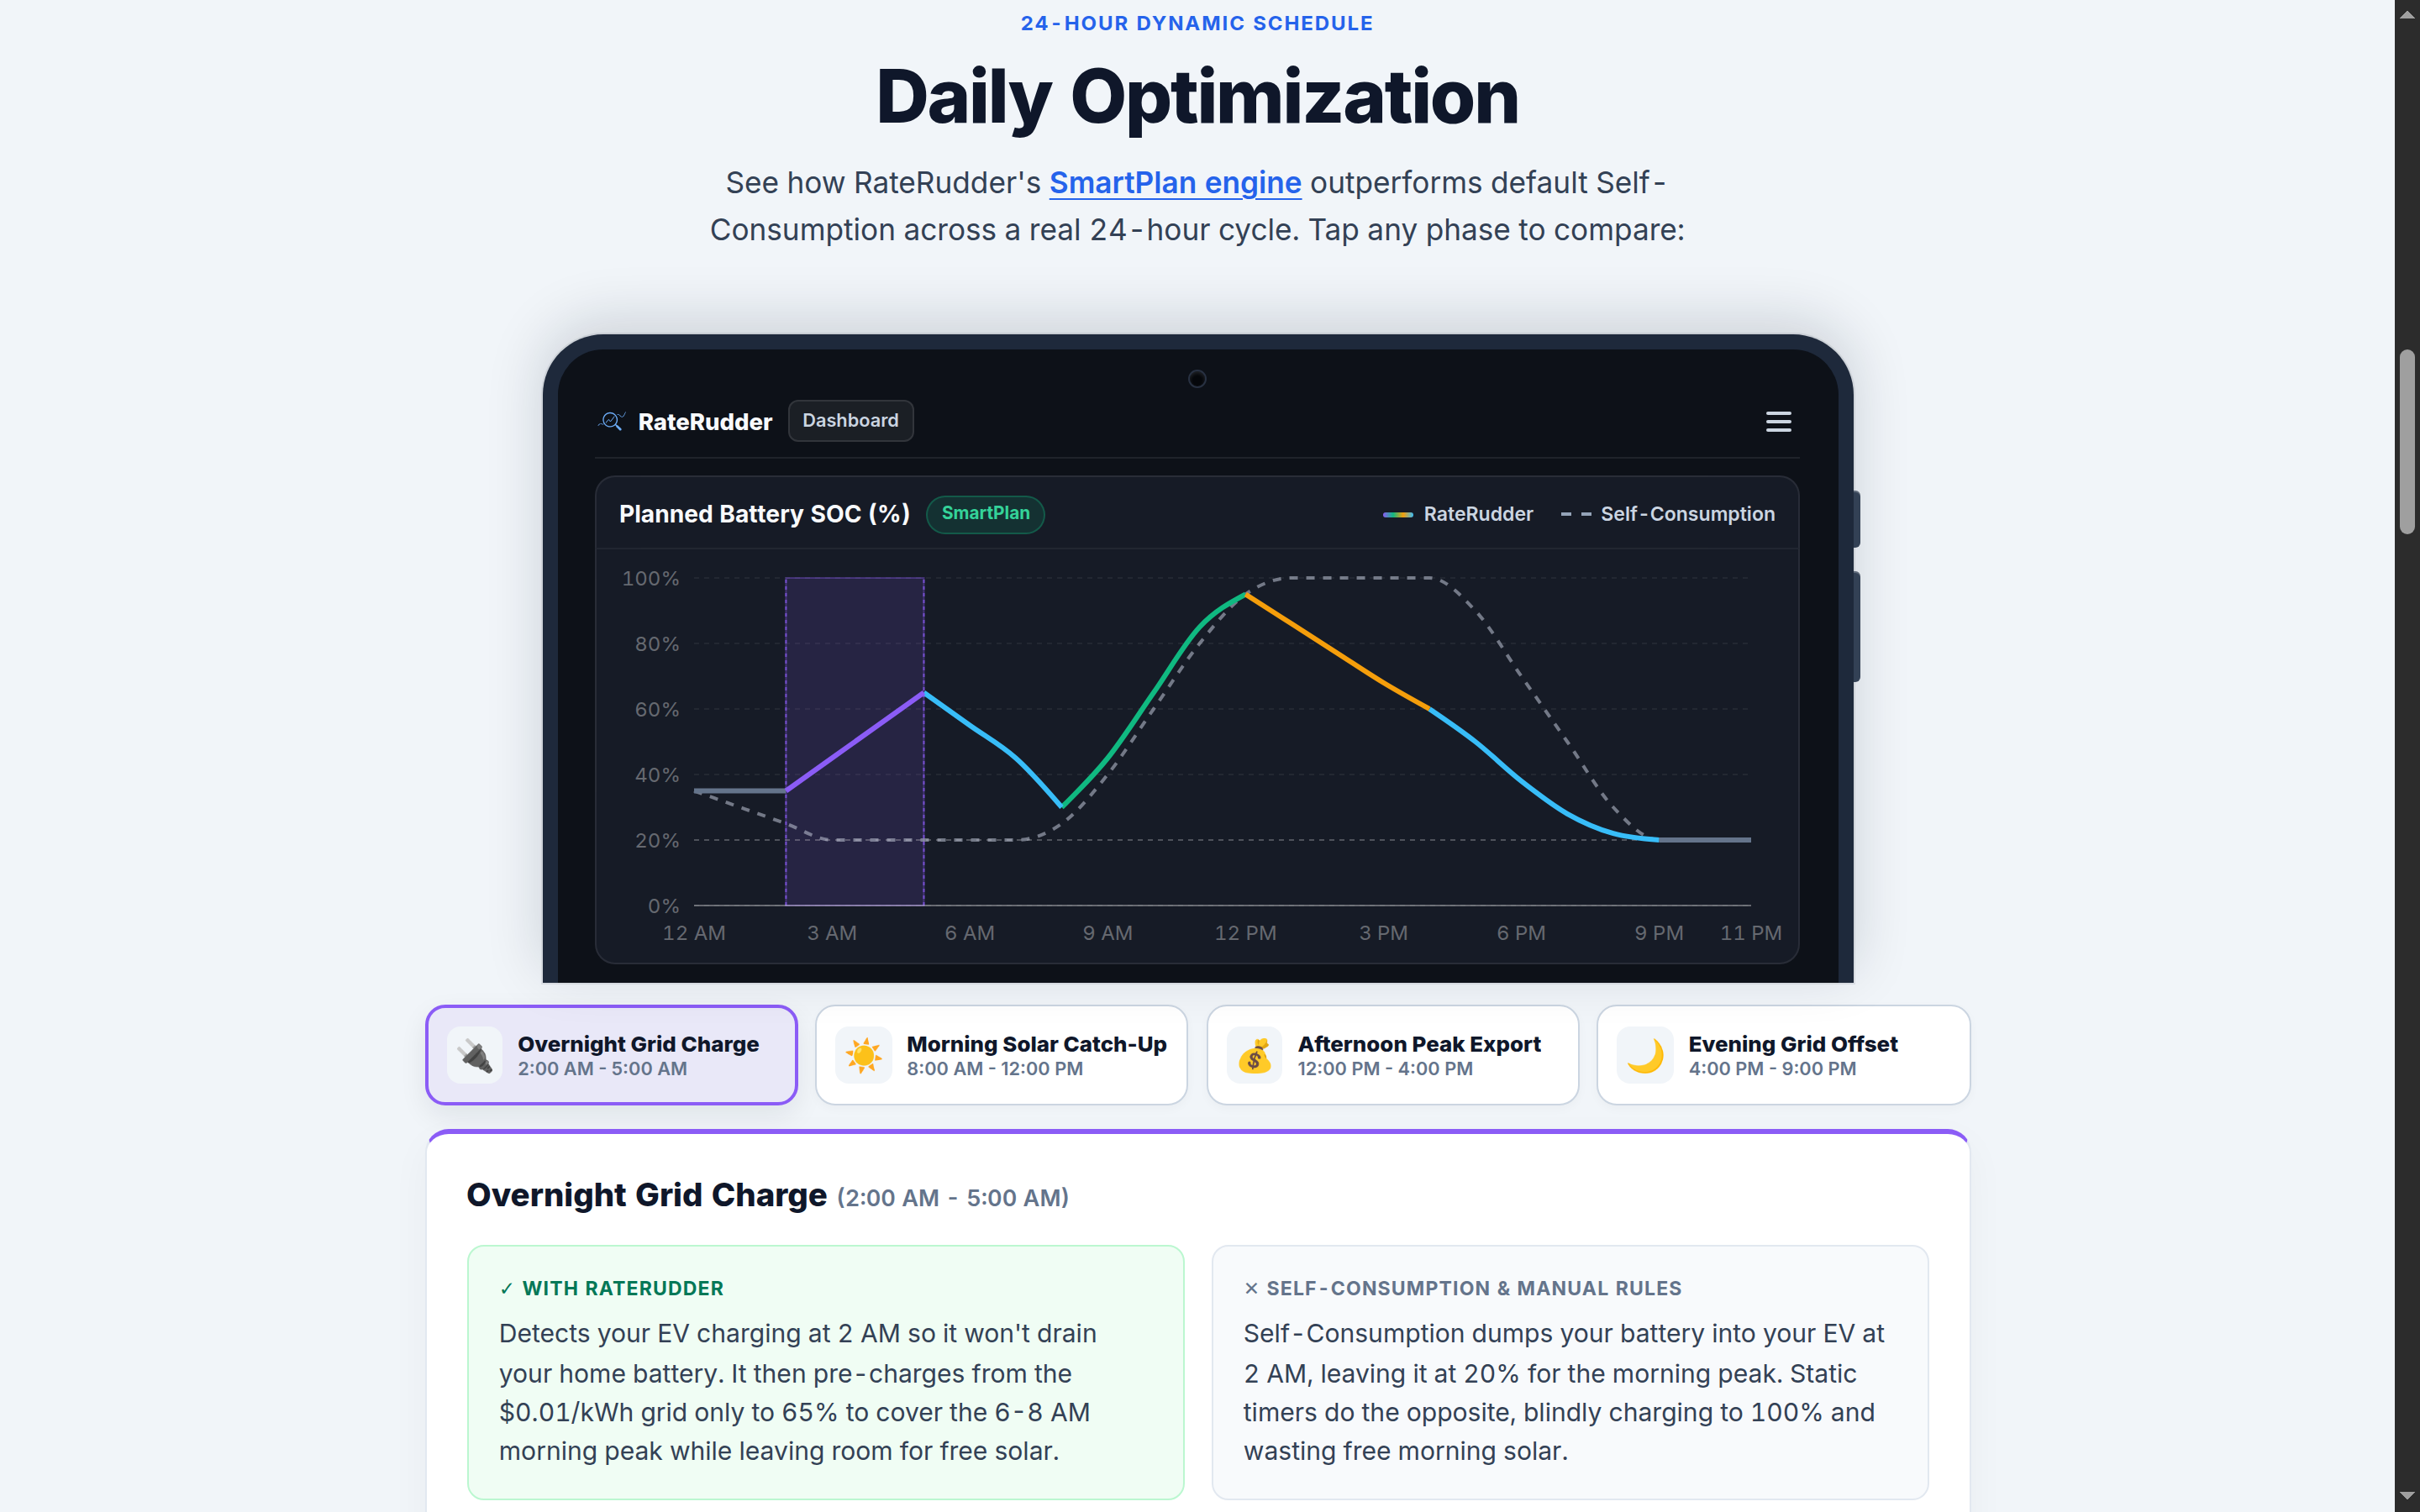 24-HOUR DYNAMIC SCHEDULE
Daily Optimization
See how RateRudder's SmartPlan engine outperforms default Self-
Consumption across a real 24-hour cycle. Tap any phase to compare:
RateRudder Dashboard
Planned Battery SOC (%) SmartPlan RateRudder Self-Consumption
100%
80%
60%
40%
20%
0%
12 AM 3 AM 6 AM 9 AM 12 PM 3 PM 6 PM 9 PM 11 PM
Overnight Grid Charge
2:00 AM - 5:00 AM
Morning Solar Catch-Up
8:00 AM - 12:00 PM
Afternoon Peak Export
12:00 PM - 4:00 PM
Evening Grid Offset
4:00 PM - 9:00 PM
Overnight Grid Charge (2:00 AM - 5:00 AM)
✓ WITH RATERUDDER
Detects your EV charging at 2 AM so it won't drain
your home battery. It then pre-charges from the
$0.01/kWh grid only to 65% to cover the 6-8 AM
morning peak while leaving room for free solar.
✕ SELF-CONSUMPTION & MANUAL RULES
Self-Consumption dumps your battery into your EV at
2 AM, leaving it at 20% for the morning peak. Static
timers do the opposite, blindly charging to 100% and
wasting free morning solar.